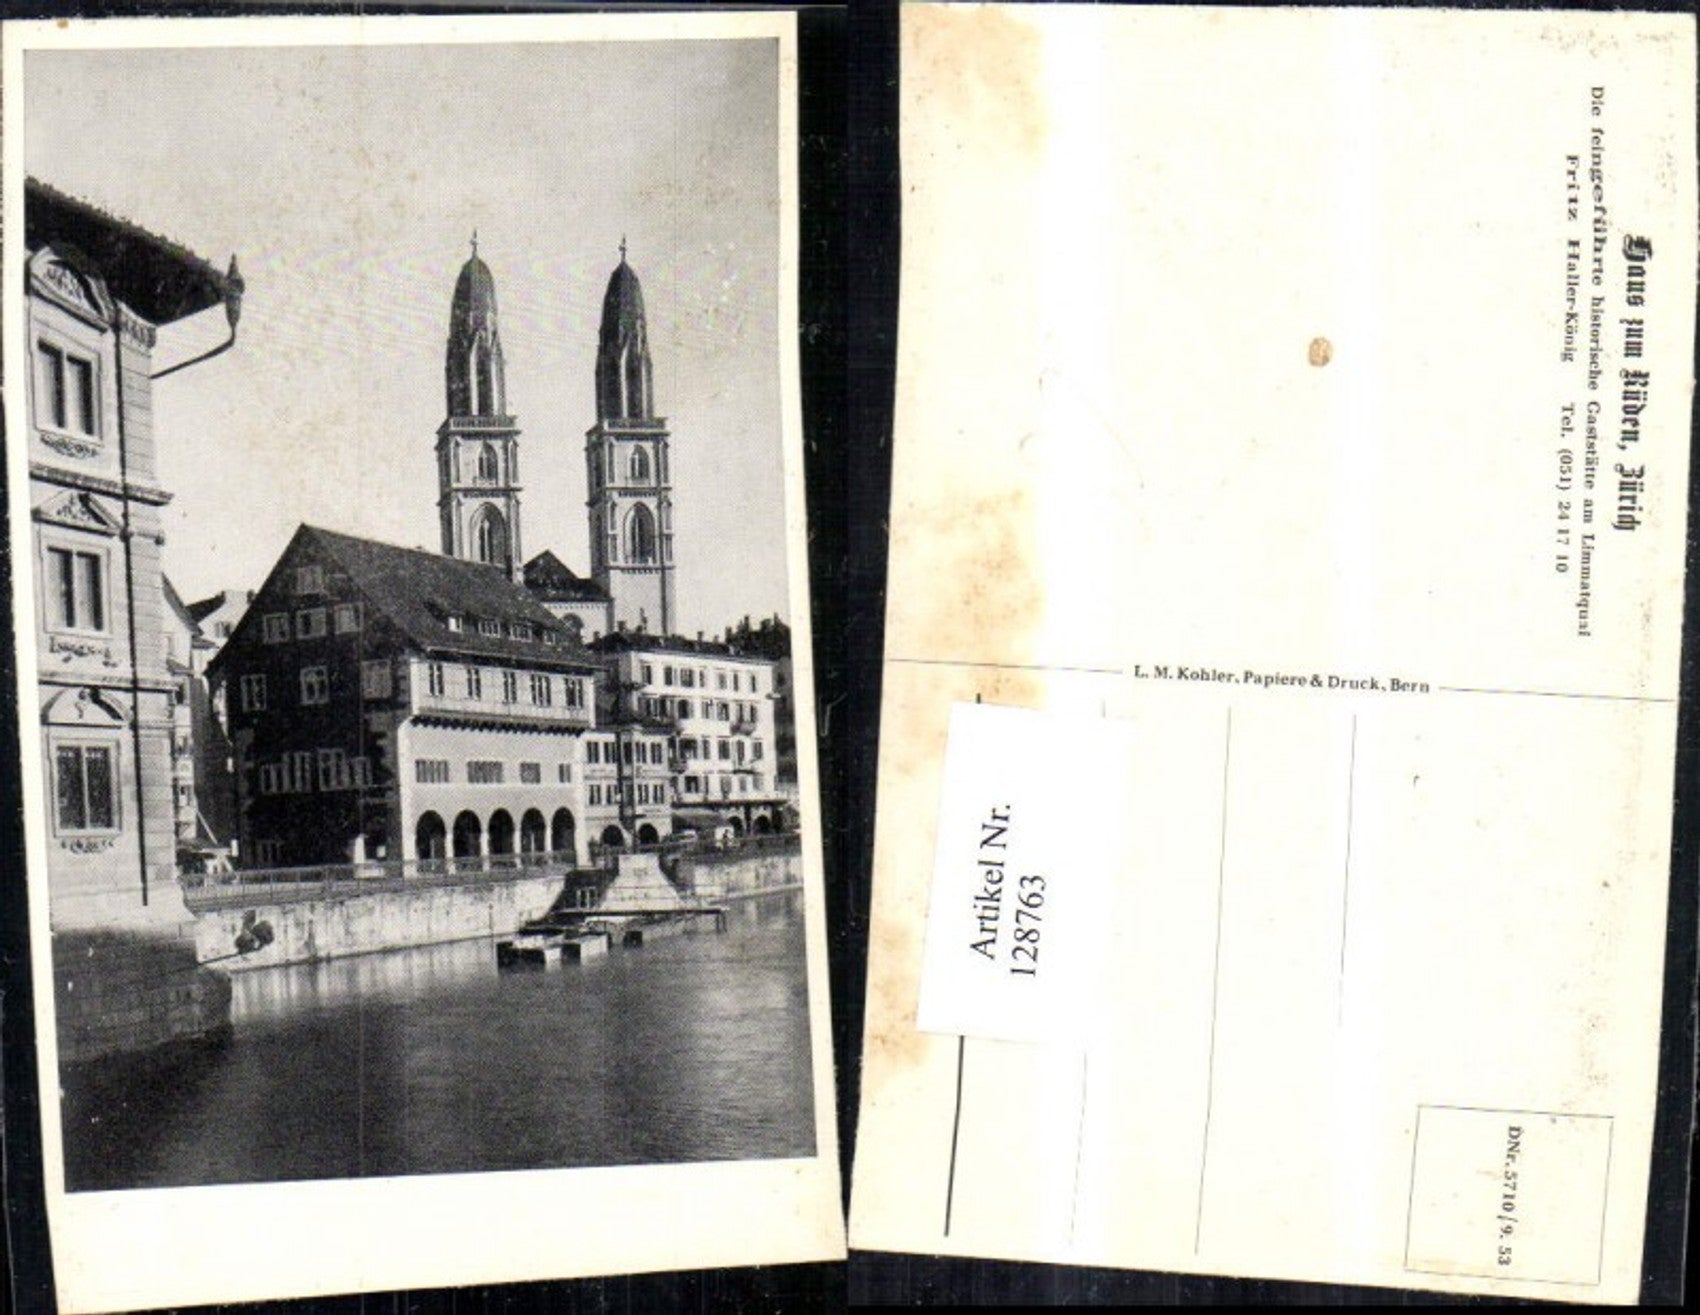 Haus zum Rüden, Zürich
Die feingeführte historische Gaststätte am Limmatquai
Fritz Haller-König Tel. (051) 24 17 10
L. M. Kohler, Papiere & Druck, Bern
Artikel Nr.
128763
DNr. 5710/9. 53